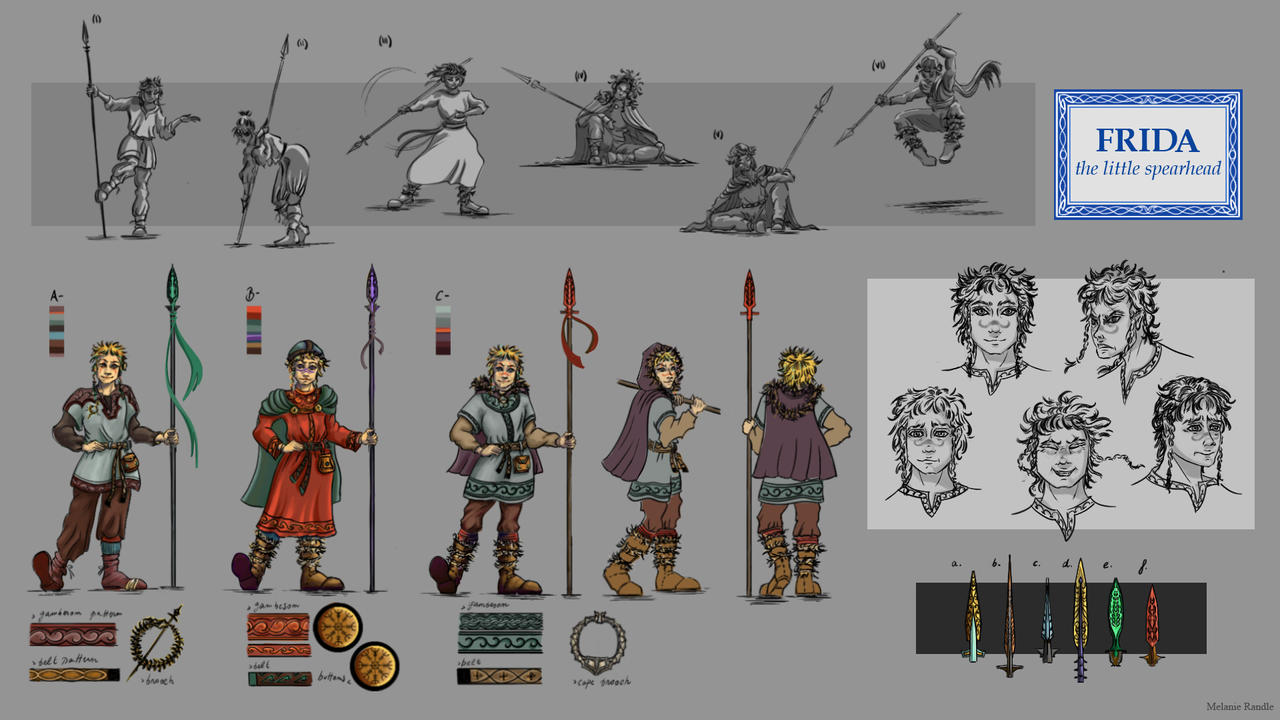 (i)
(ii)
(iii)
(iv)
(vi)
FRIDA
the little spearhead
A-
B-
C-
a.
b.
c.
d.
e.
f.
gambeson pattern
belt pattern
brooch
gambeson
belt
buttons
gambeson
belt
cape brooch
Melanie Randle